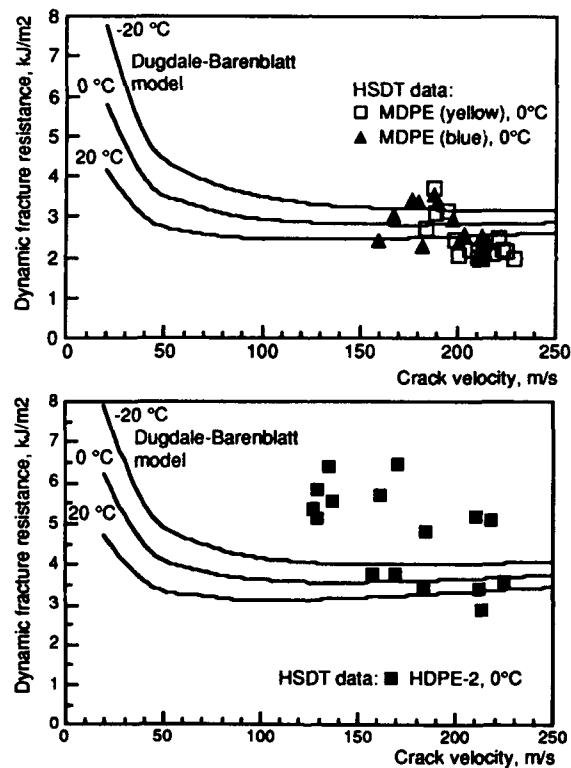 Dynamic fracture resistance, kJ/m2
8
7
6
5
4
3
2
1
0
-20 °C
Dugdale-Barenblatt
model
0 °C
20 °C
HSDT data:
□ MDPE (yellow), 0°C
▲ MDPE (blue), 0°C
0 50 100 150 200 250
Crack velocity, m/s
Dynamic fracture resistance, kJ/m2
8
7
6
5
4
3
2
1
0
-20 °C
Dugdale-Barenblatt
model
0 °C
20 °C
HSDT data: ■ HDPE-2, 0°C
0 50 100 150 200 250
Crack velocity, m/s